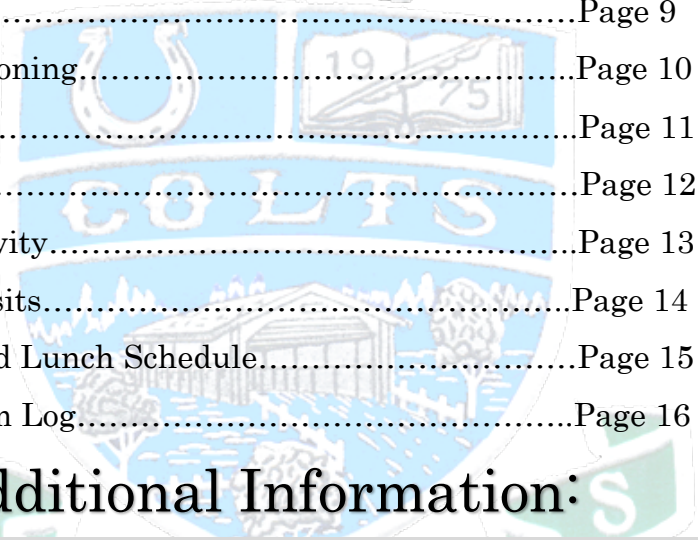 ....................................................Page 9
oning....................................................Page 10
....................................................Page 11
....................................................Page 12
vity....................................................Page 13
sits....................................................Page 14
d Lunch Schedule..............................Page 15
n Log....................................................Page 16
dditional Information:
19 75
COLTS
S